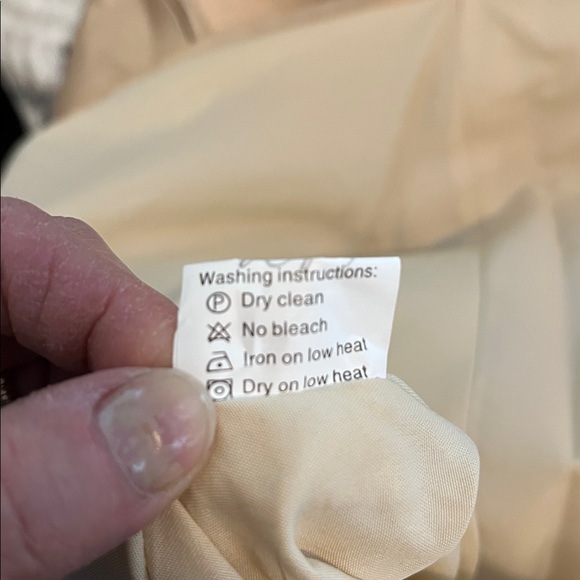 Washing instructions:
P Dry clean
No bleach
Iron on low heat
Dry on low heat